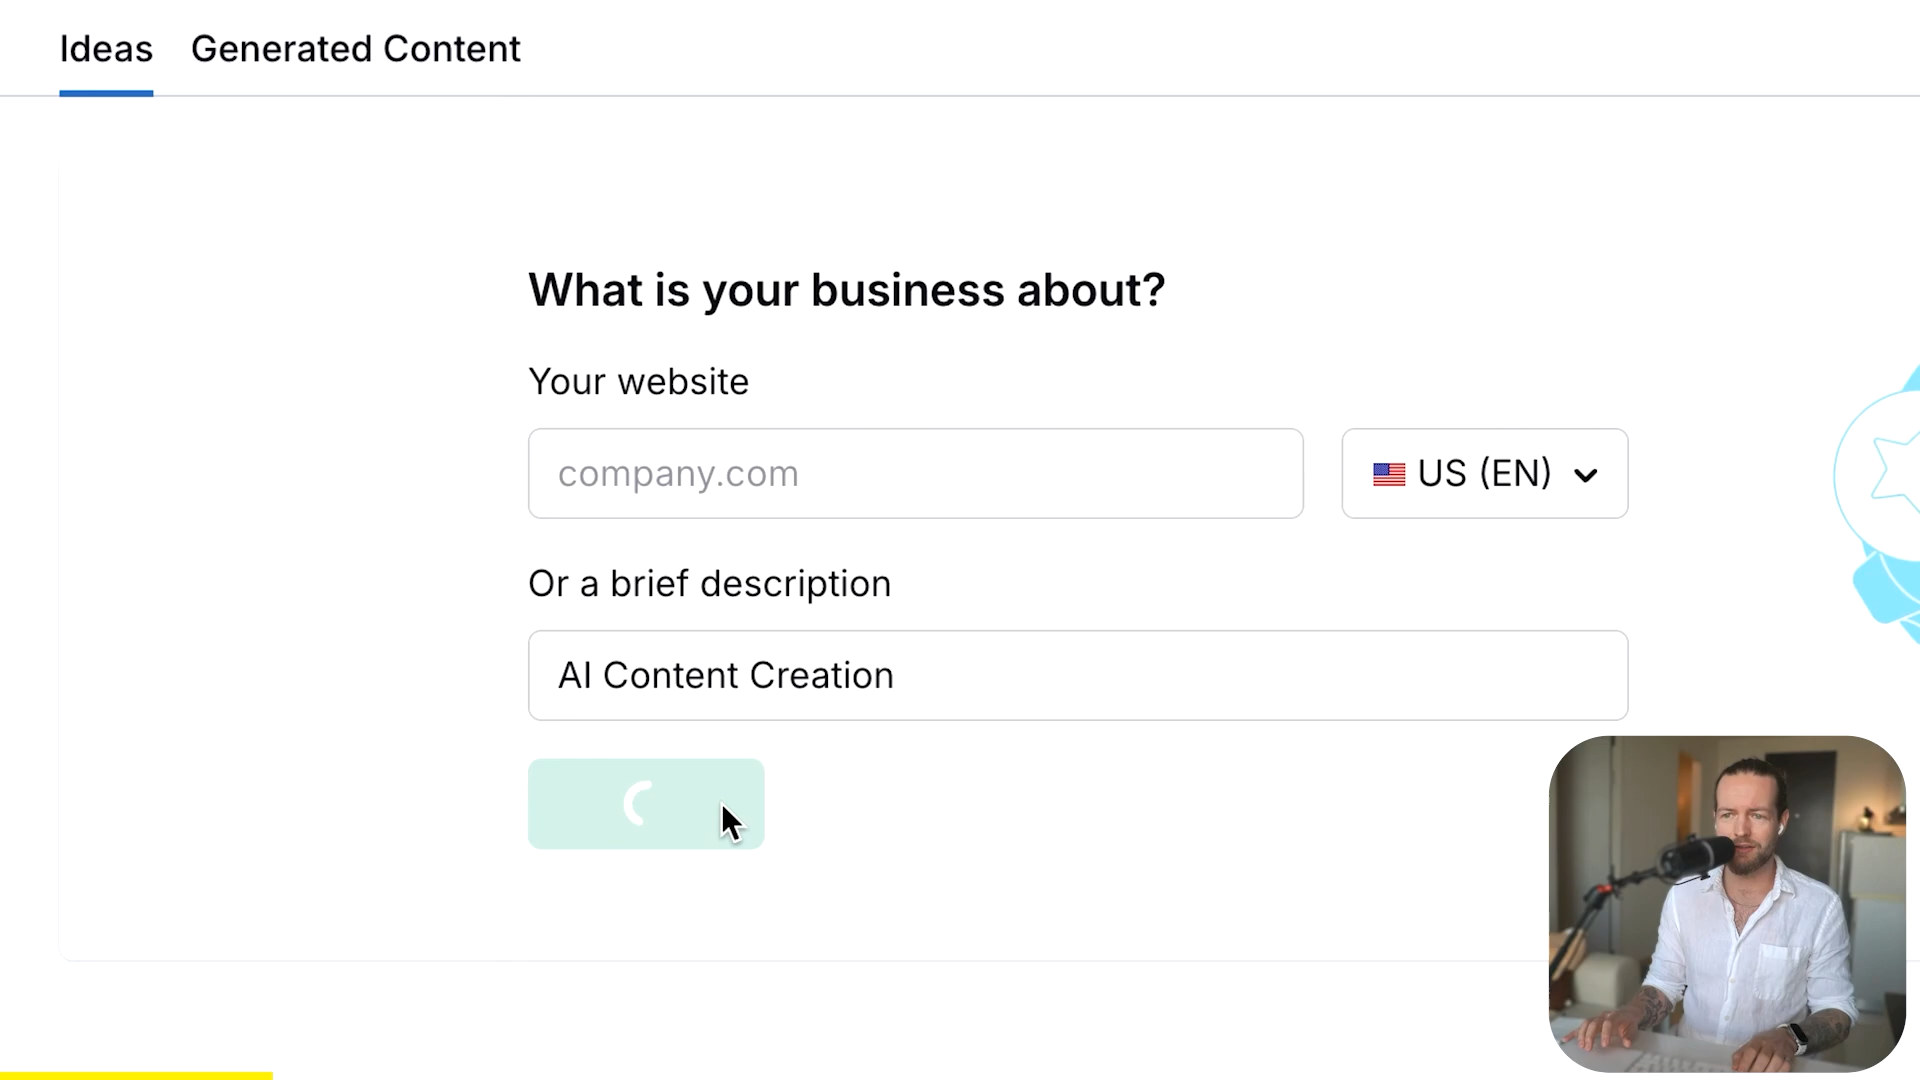 Ideas
Generated Content
What is your business about?
Your website
company.com
US (EN)
Or a brief description
AI Content Creation